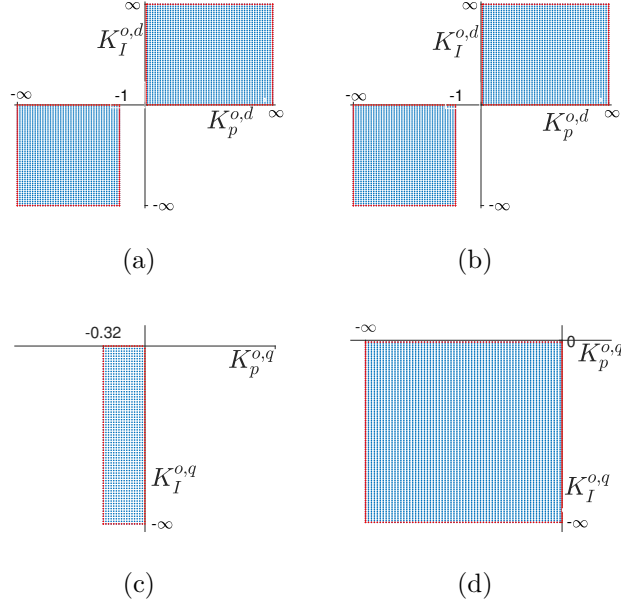 ∞
K_I^{o,d}
-∞ -1
K_p^{o,d} ∞
-∞
(a)
∞
K_I^{o,d}
-∞ -1
K_p^{o,d} ∞
-∞
(b)
-0.32
K_p^{o,q}
K_I^{o,q}
-∞
(c)
-∞
0
K_p^{o,q}
K_I^{o,q}
-∞
(d)